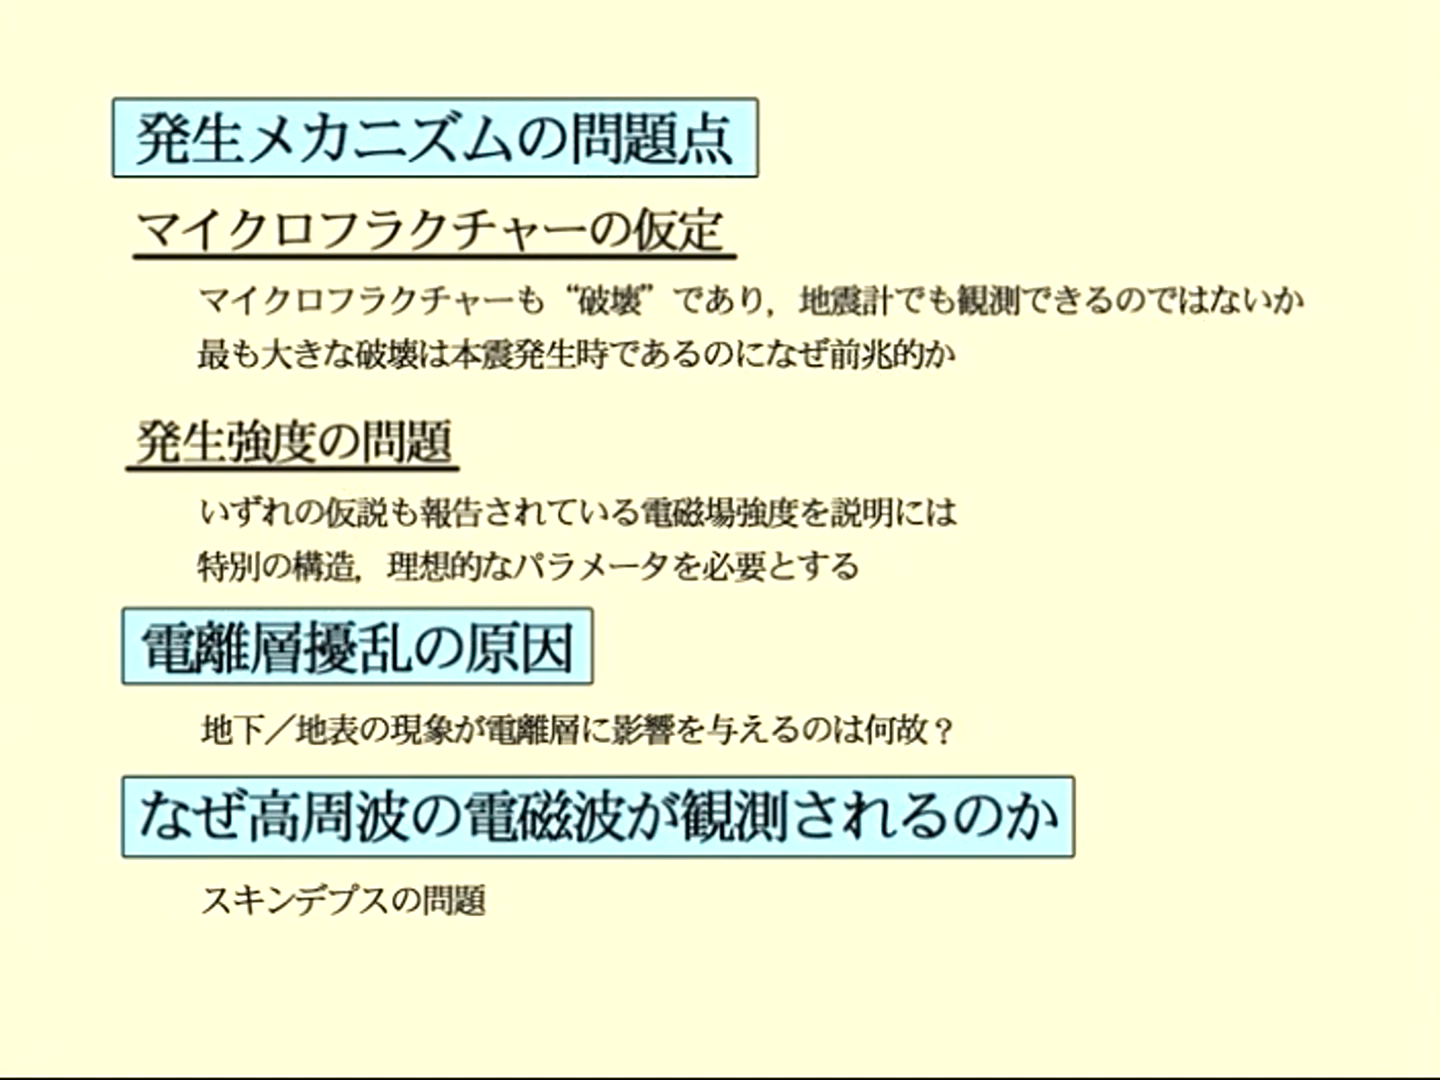 発生メカニズムの問題点
マイクロフラクチャーの仮定
マイクロフラクチャーも“破壊”であり，地震計でも観測できるのではないか
最も大きな破壊は本震発生時であるのになぜ前兆的か
発生強度の問題
いずれの仮説も報告されている電磁場強度を説明には
特別の構造，理想的なパラメータを必要とする
電離層擾乱の原因
地下／地表の現象が電離層に影響を与えるのは何故？
なぜ高周波の電磁波が観測されるのか
スキンデプスの問題